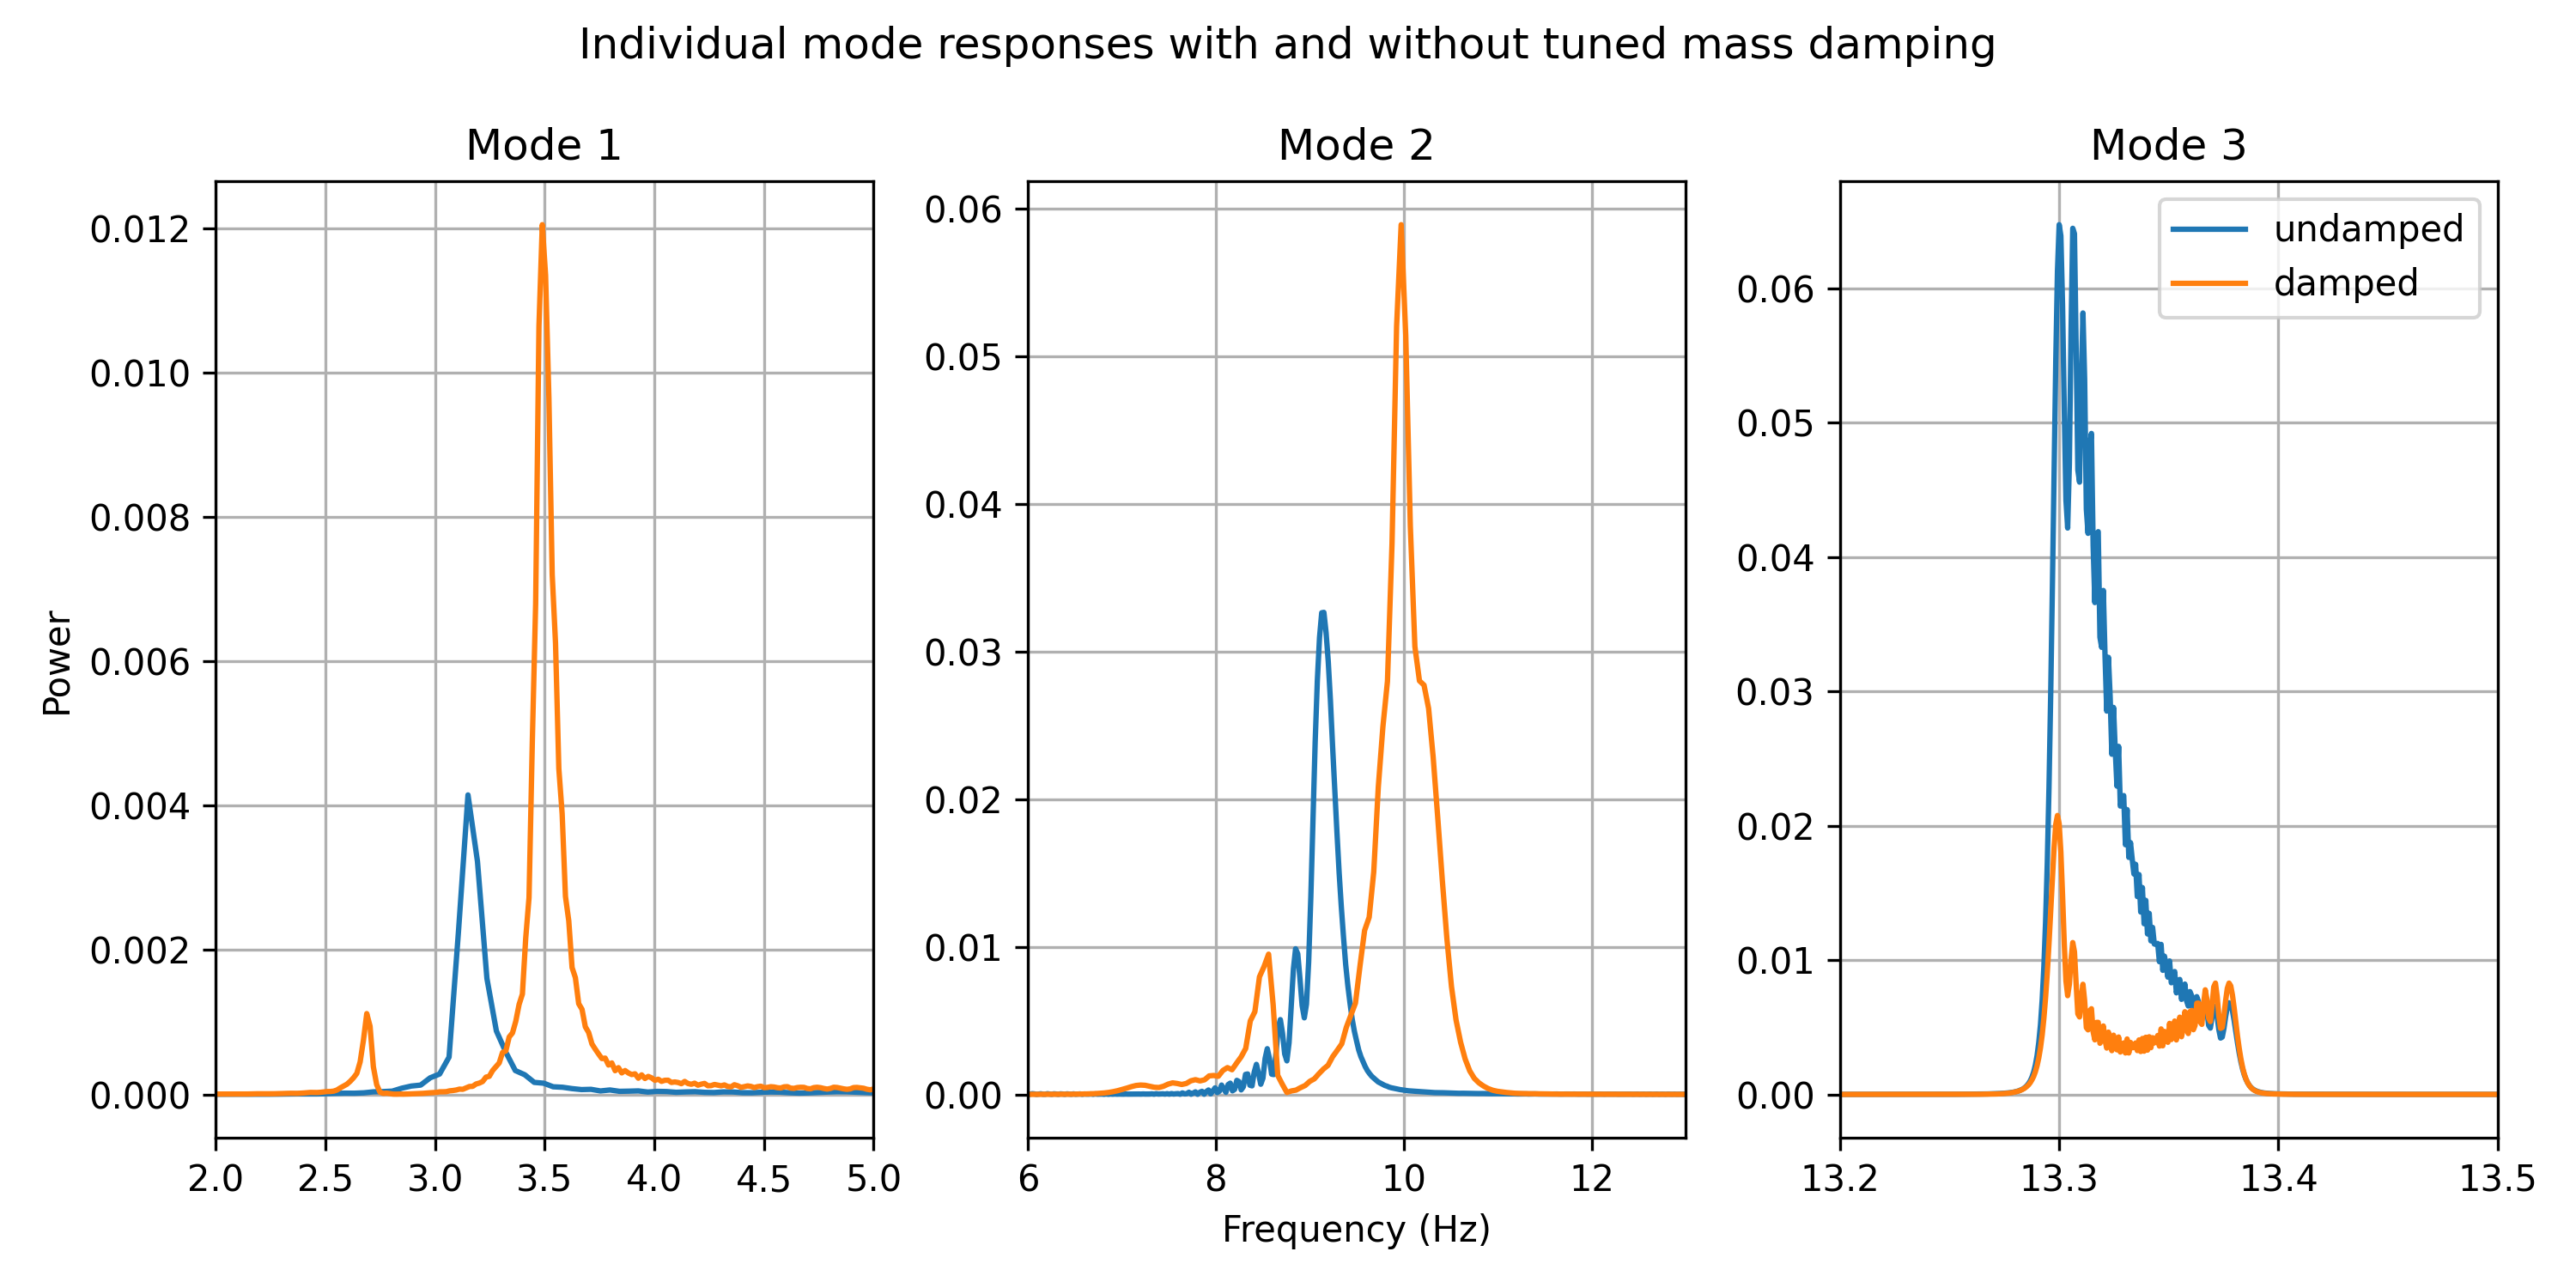 Individual mode responses with and without tuned mass damping
Mode 1
Mode 2
Mode 3
Power
0.012
0.010
0.008
0.006
0.004
0.002
0.000
2.0 2.5 3.0 3.5 4.0 4.5 5.0
0.06
0.05
0.04
0.03
0.02
0.01
0.00
6 8 10 12
Frequency (Hz)
0.06
0.05
0.04
0.03
0.02
0.01
0.00
13.2 13.3 13.4 13.5
undamped
damped